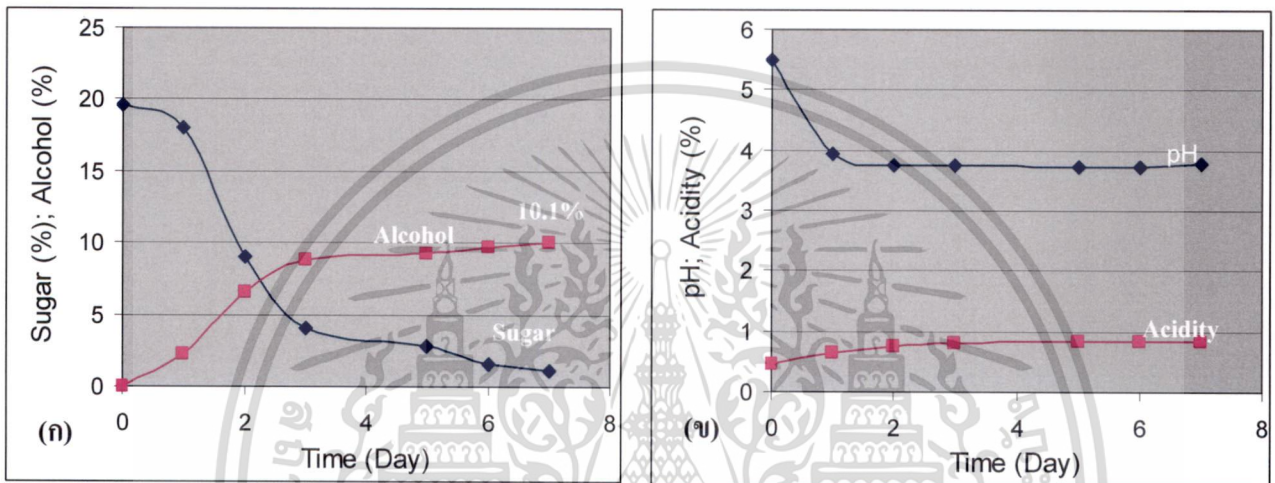 Sugar (%); Alcohol (%)
25
20
15
10
5
0
0
2
4
6
8
Time (Day)
10.1%
Alcohol
Sugar
(ก)
pH; Acidity (%)
6
5
4
3
2
1
0
0
2
4
6
8
Time (Day)
pH
Acidity
(ข)